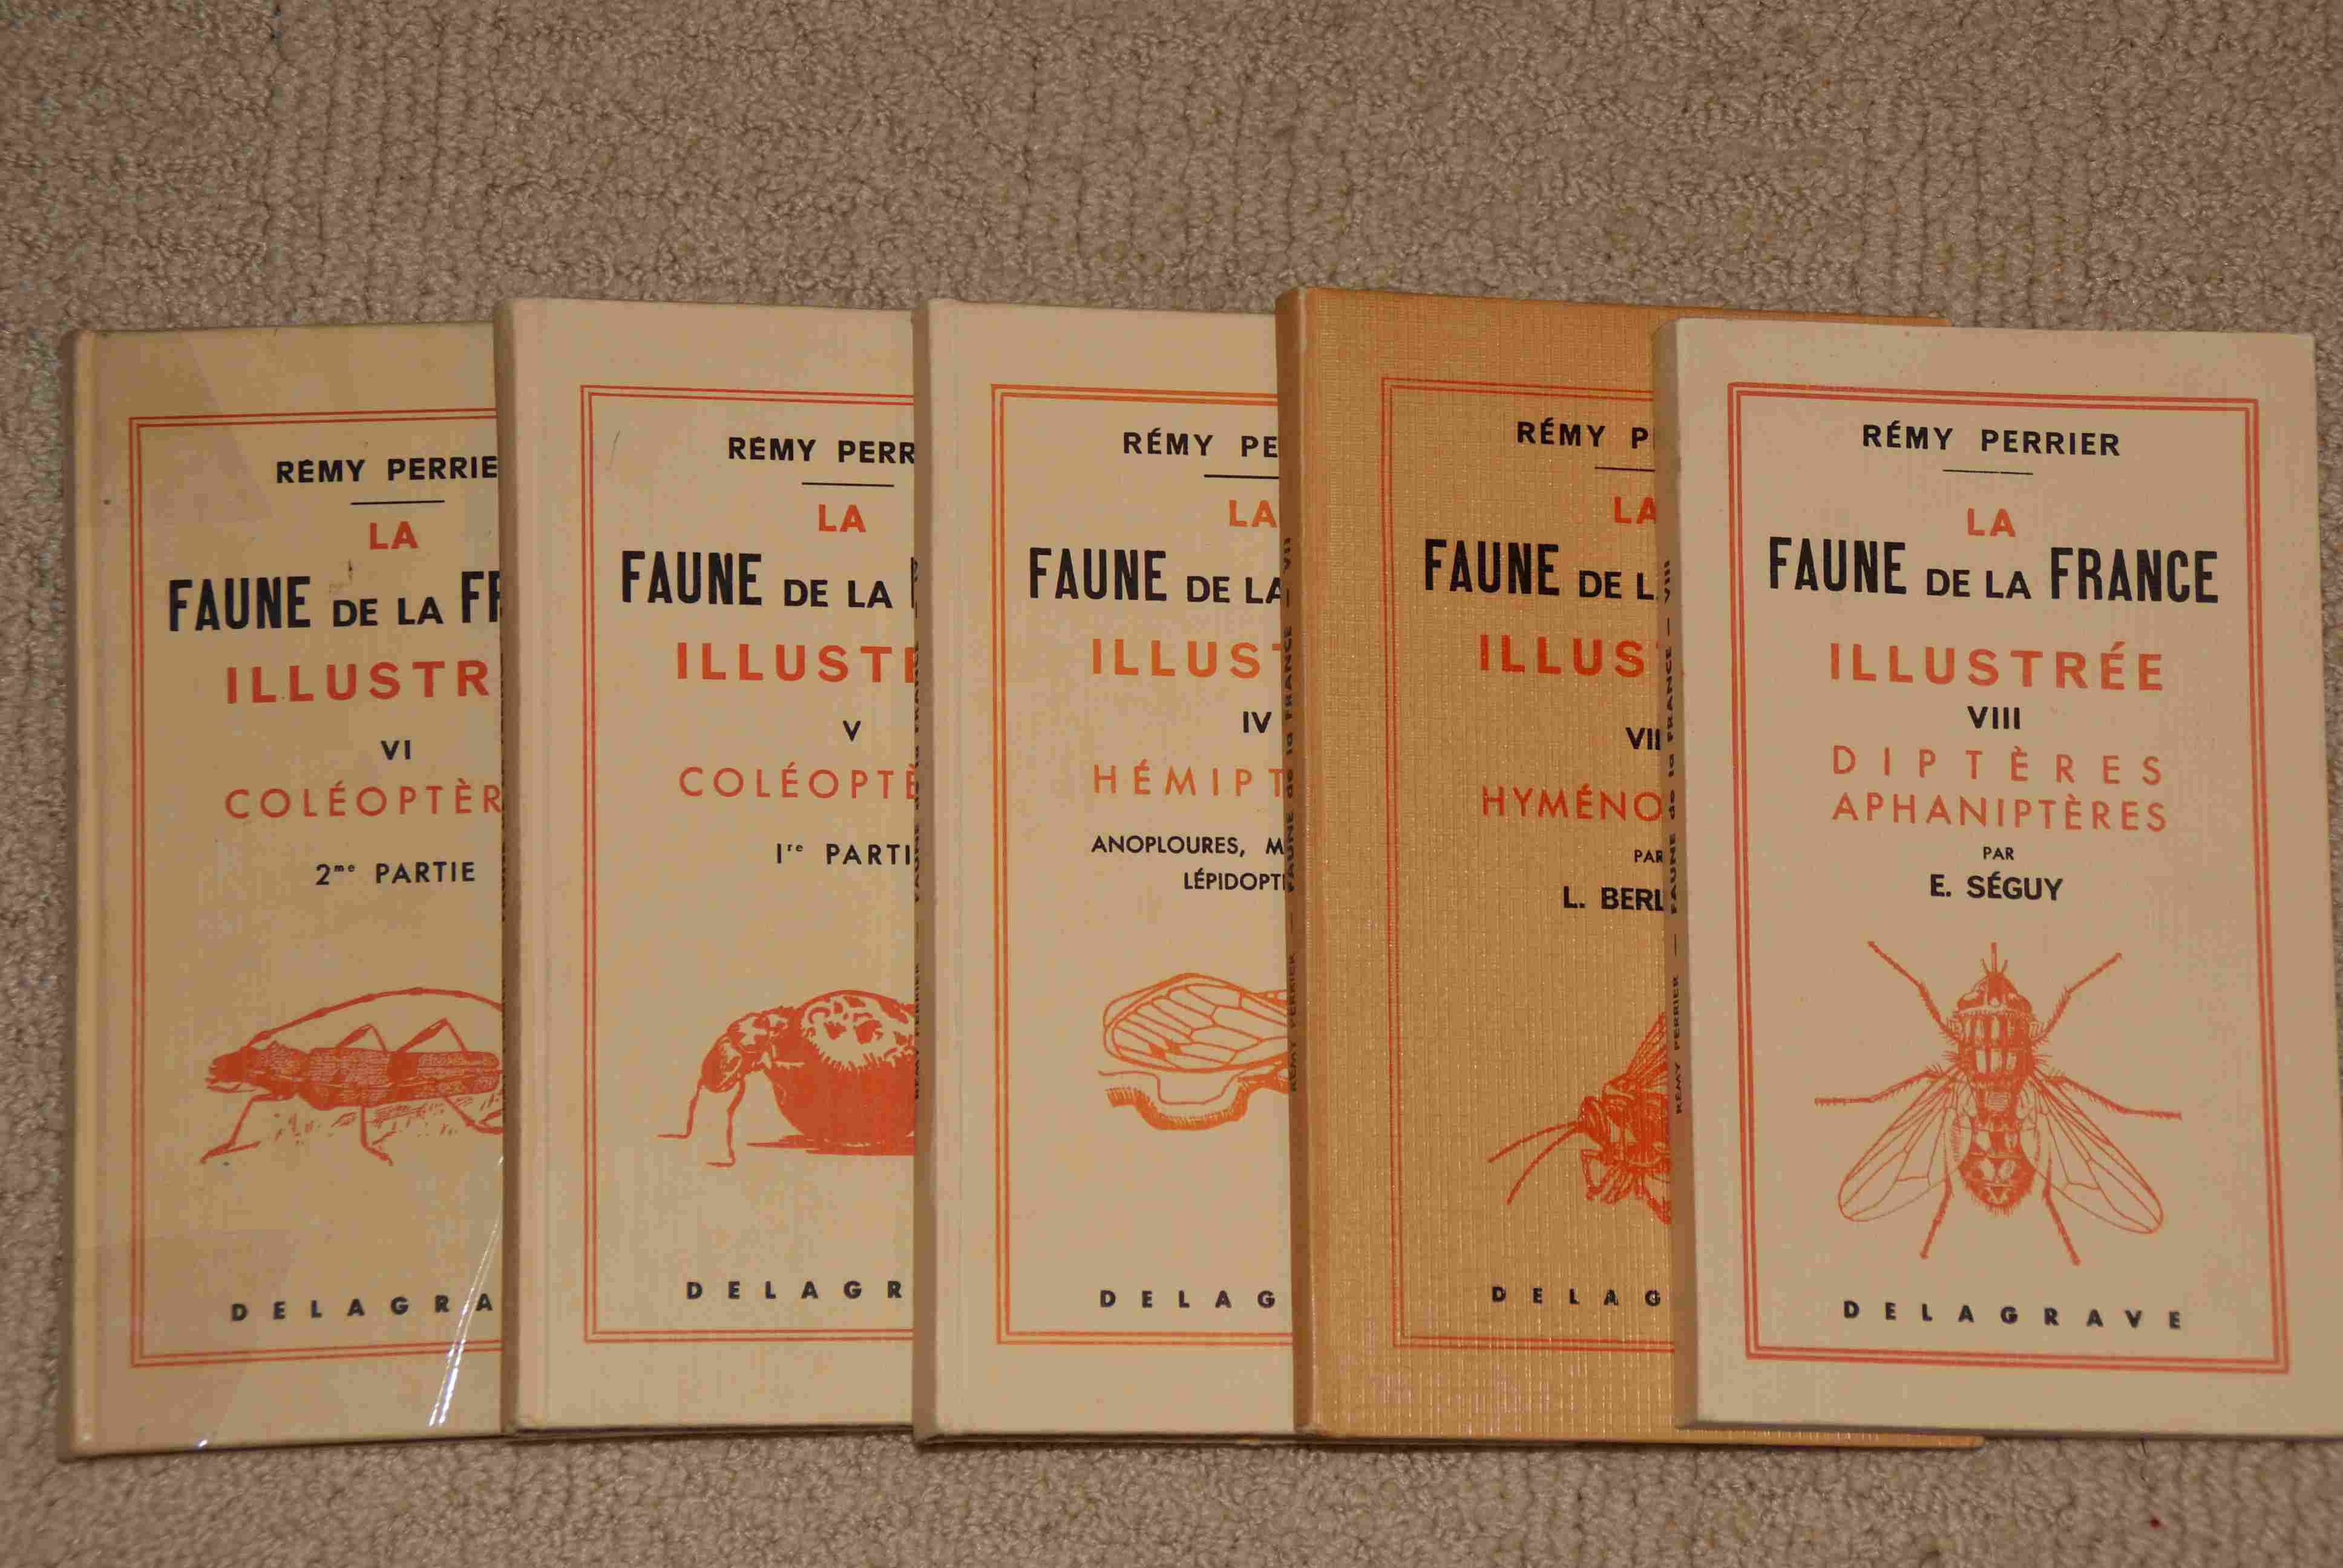 RÉMY PERRIE
LA
FAUNE DE LA FR
ILLUSTR
VI
COLÉOPTÈR
2me PARTIE
DELAGRA
RÉMY PERR
LA
FAUNE DE LA
ILLUST
V
COLÉOPTÈ
1re PARTI
DELAGR
RÉMY PE
LA
FAUNE DE LA
ILLUST
IV
HÉMIPT
ANOPLOURES, M
LÉPIDOPT
DELAG
RÉMY PERRIER — FAUNE de la FRANCE — VII
RÉMY P
LA
FAUNE DE L
ILLUS
VII
HYMÉNO
PAR
L. BERL
DELAG
RÉMY PERRIER — FAUNE de la FRANCE — VIII
RÉMY PERRIER
LA
FAUNE DE LA FRANCE
ILLUSTRÉE
VIII
DIPTÈRES
APHANIPTÈRES
PAR
E. SÉGUY
DELAGRAVE